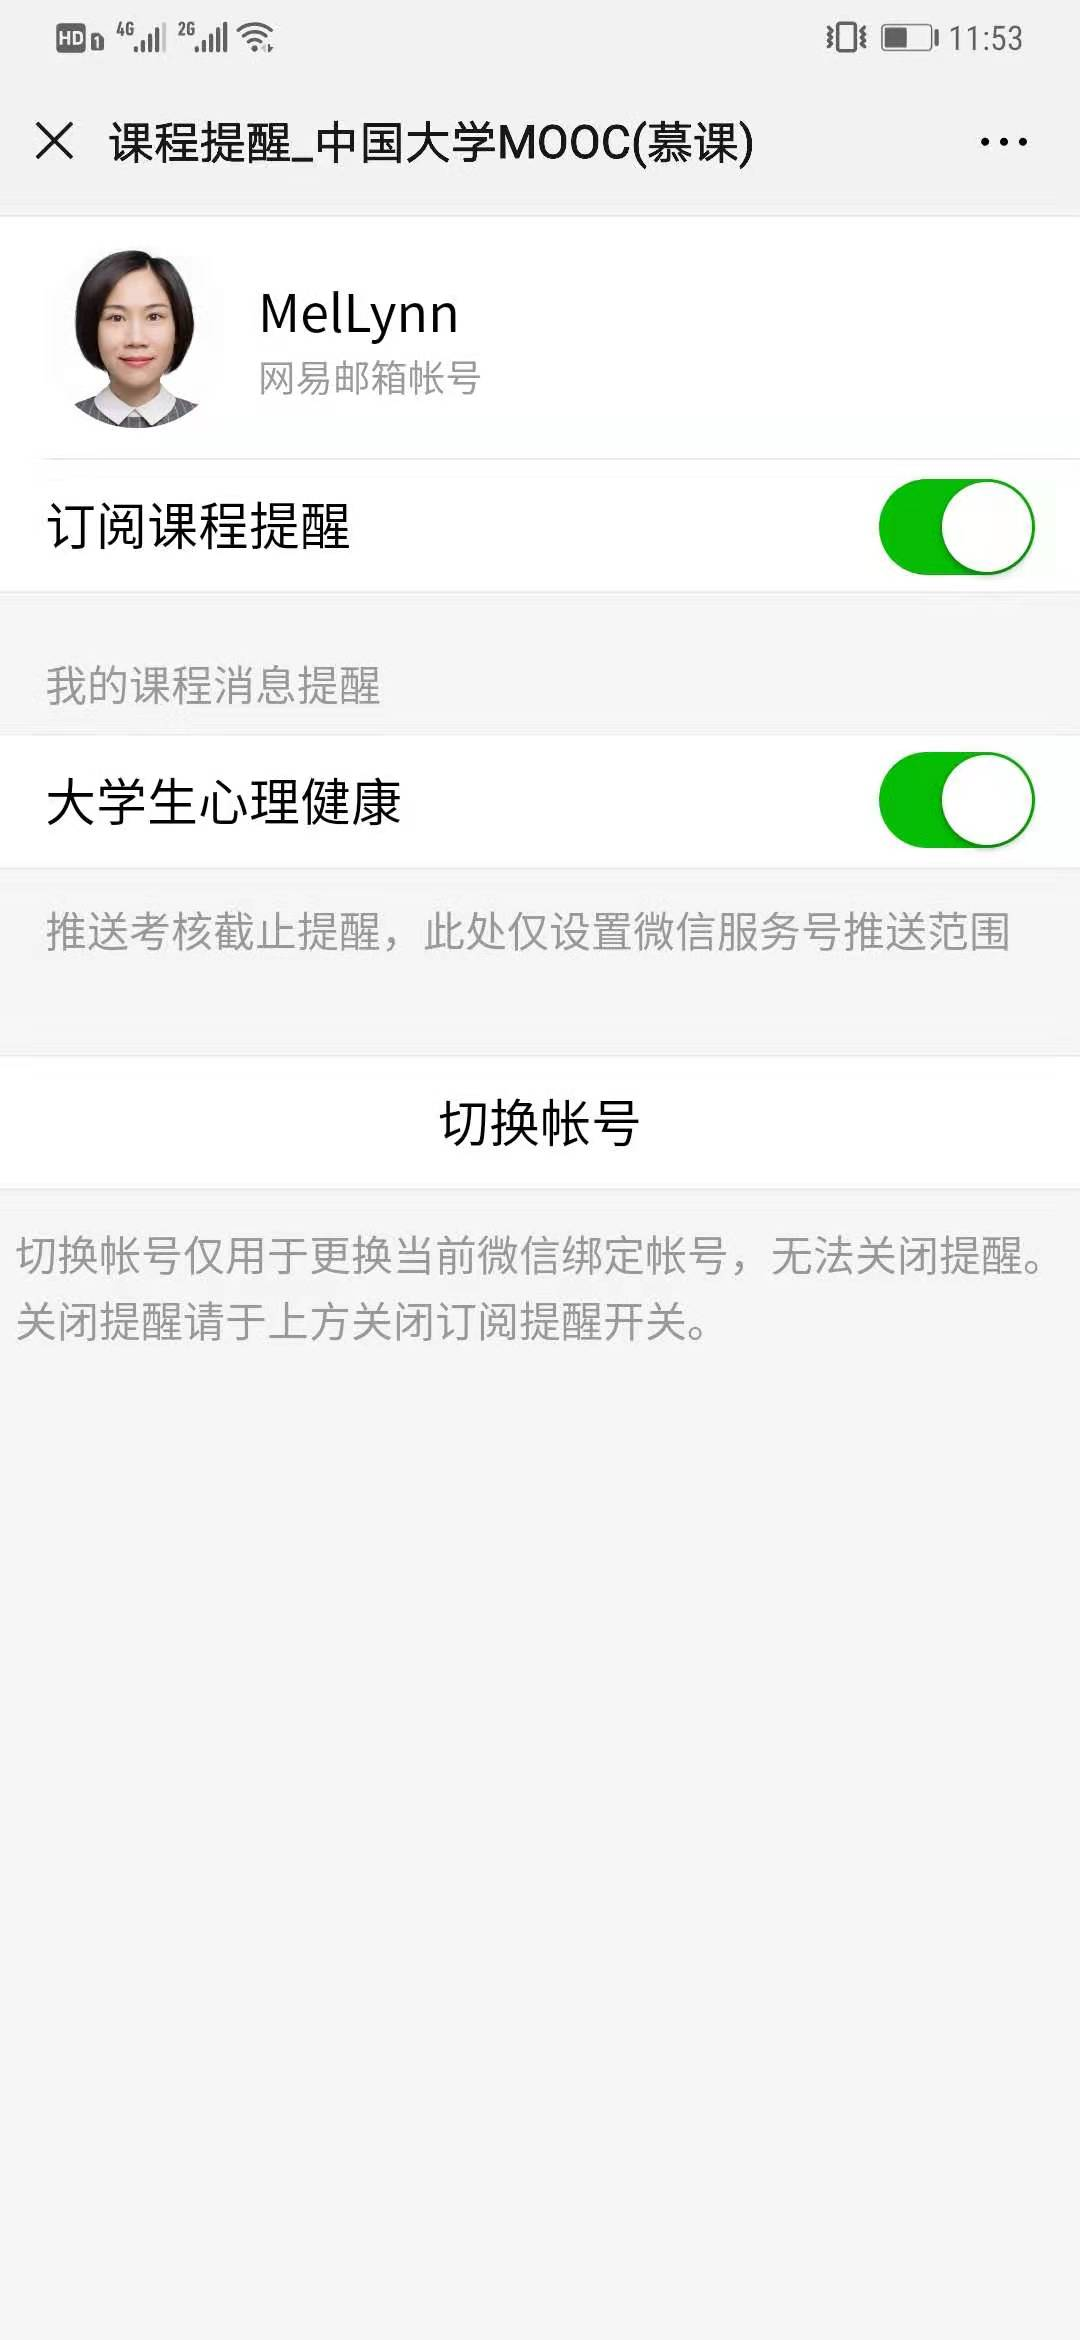 HD 1 4G 2G 11:53
课程提醒_中国大学MOOC(慕课)
MelLynn
网易邮箱帐号
订阅课程提醒
我的课程消息提醒
大学生心理健康
推送考核截止提醒，此处仅设置微信服务号推送范围
切换帐号
切换帐号仅用于更换当前微信绑定帐号，无法关闭提醒。
关闭提醒请于上方关闭订阅提醒开关。